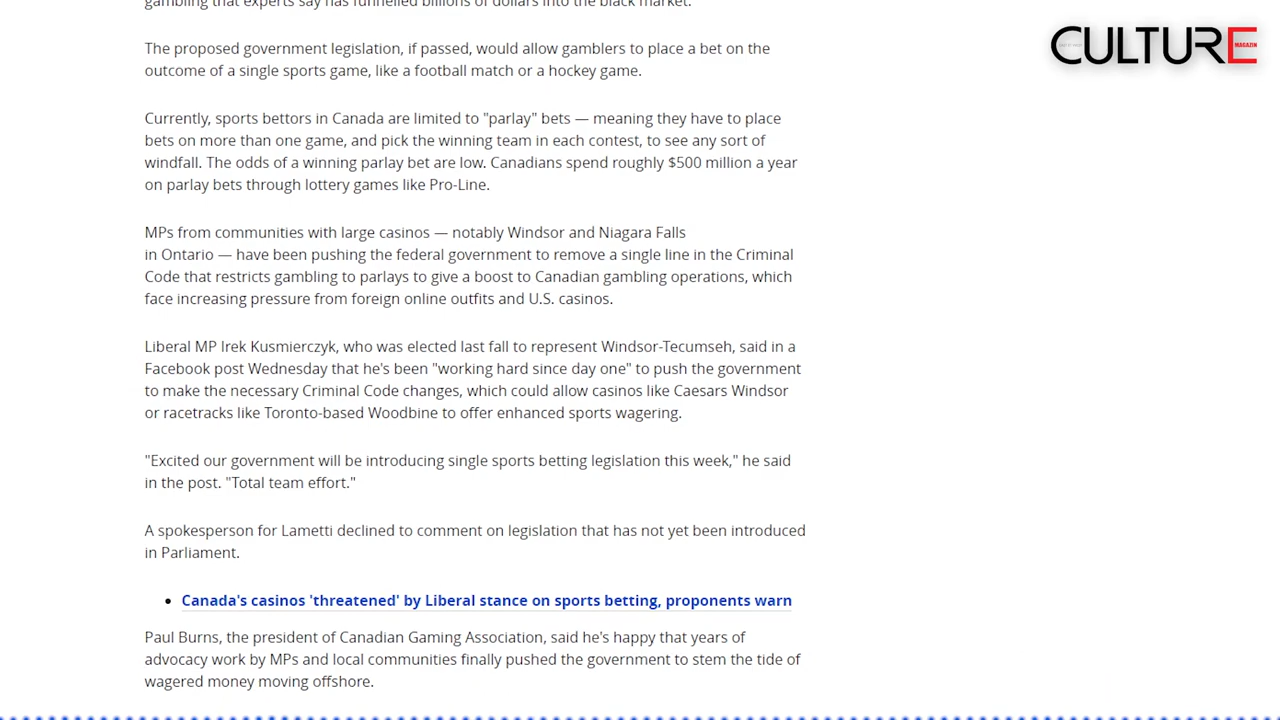 gambling that experts say has funnelled billions of dollars into the black market.
CULTURE
MAGAZIN
The proposed government legislation, if passed, would allow gamblers to place a bet on the
outcome of a single sports game, like a football match or a hockey game.
Currently, sports bettors in Canada are limited to "parlay" bets — meaning they have to place
bets on more than one game, and pick the winning team in each contest, to see any sort of
windfall. The odds of a winning parlay bet are low. Canadians spend roughly $500 million a year
on parlay bets through lottery games like Pro-Line.
MPs from communities with large casinos — notably Windsor and Niagara Falls
in Ontario — have been pushing the federal government to remove a single line in the Criminal
Code that restricts gambling to parlays to give a boost to Canadian gambling operations, which
face increasing pressure from foreign online outfits and U.S. casinos.
Liberal MP Irek Kusmierczyk, who was elected last fall to represent Windsor-Tecumseh, said in a
Facebook post Wednesday that he's been "working hard since day one" to push the government
to make the necessary Criminal Code changes, which could allow casinos like Caesars Windsor
or racetracks like Toronto-based Woodbine to offer enhanced sports wagering.
"Excited our government will be introducing single sports betting legislation this week," he said
in the post. "Total team effort."
A spokesperson for Lametti declined to comment on legislation that has not yet been introduced
in Parliament.
• Canada's casinos 'threatened' by Liberal stance on sports betting, proponents warn
Paul Burns, the president of Canadian Gaming Association, said he's happy that years of
advocacy work by MPs and local communities finally pushed the government to stem the tide of
wagered money moving offshore.